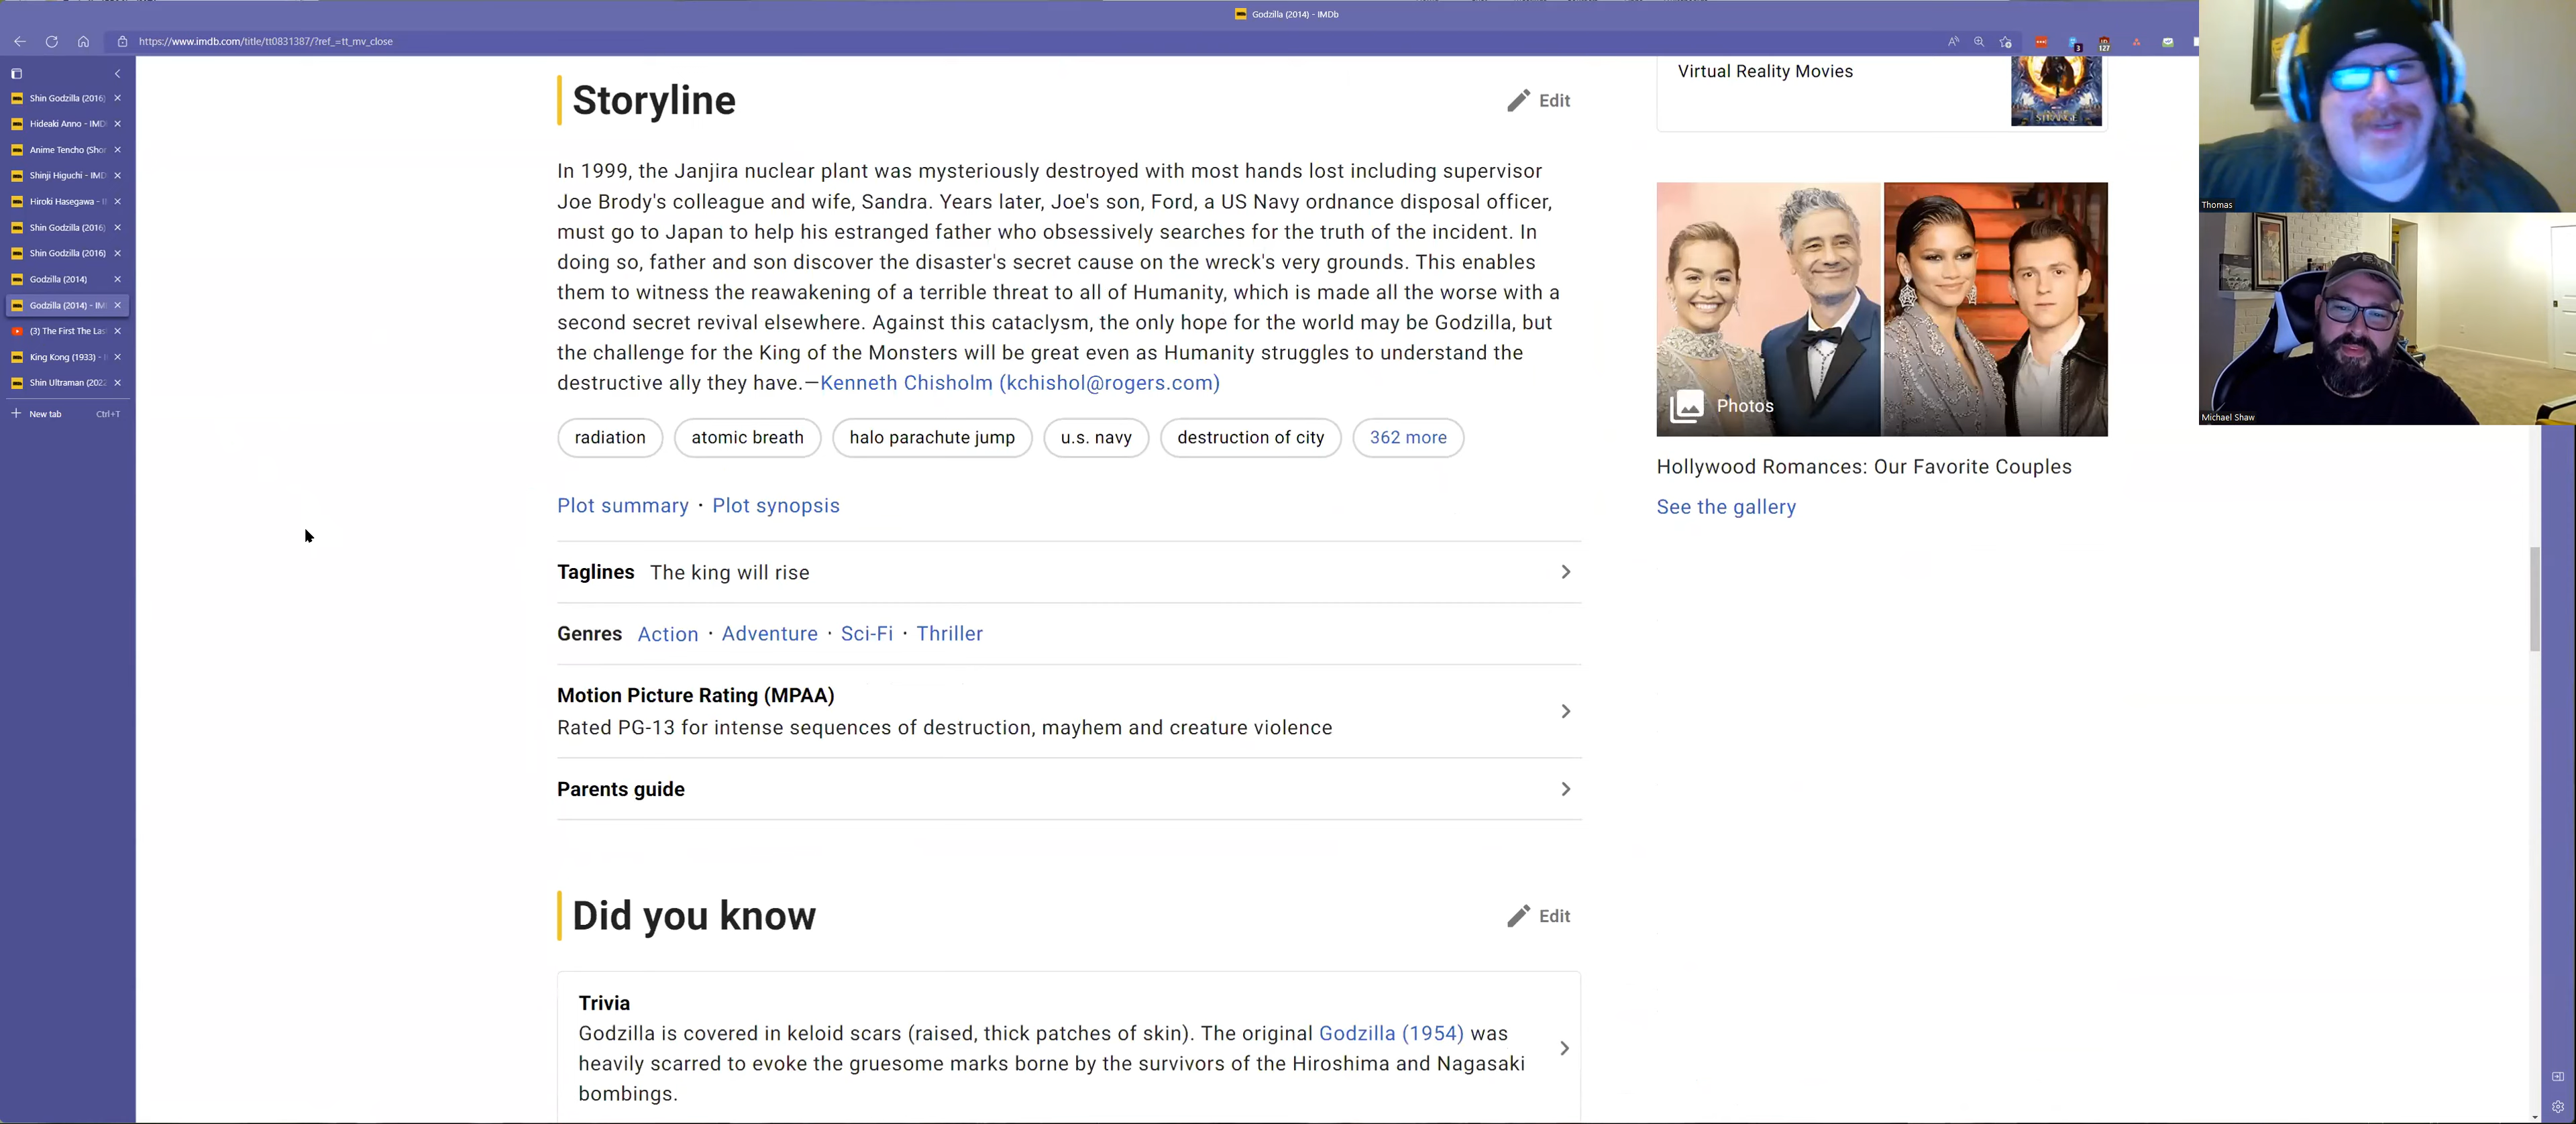 Godzilla (2014) - IMDb
https://www.imdb.com/title/tt0831387/?ref_=tt_mv_close
3
127
Shin Godzilla (2016)
Hideaki Anno - IMD
Anime Tencho (Shor
Shinji Higuchi - IMD
Hiroki Hasegawa - I
Shin Godzilla (2016)
Shin Godzilla (2016)
Godzilla (2014)
Godzilla (2014) - IM
(3) The First The Las
King Kong (1933) -
Shin Ultraman (2022
New tab Ctrl+T
Storyline
Edit
In 1999, the Janjira nuclear plant was mysteriously destroyed with most hands lost including supervisor
Joe Brody's colleague and wife, Sandra. Years later, Joe's son, Ford, a US Navy ordnance disposal officer,
must go to Japan to help his estranged father who obsessively searches for the truth of the incident. In
doing so, father and son discover the disaster's secret cause on the wreck's very grounds. This enables
them to witness the reawakening of a terrible threat to all of Humanity, which is made all the worse with a
second secret revival elsewhere. Against this cataclysm, the only hope for the world may be Godzilla, but
the challenge for the King of the Monsters will be great even as Humanity struggles to understand the
destructive ally they have.—Kenneth Chisholm (kchishol@rogers.com)
radiation atomic breath halo parachute jump u.s. navy destruction of city 362 more
Plot summary · Plot synopsis
Taglines The king will rise
Genres Action · Adventure · Sci-Fi · Thriller
Motion Picture Rating (MPAA)
Rated PG-13 for intense sequences of destruction, mayhem and creature violence
Parents guide
Did you know
Edit
Trivia
Godzilla is covered in keloid scars (raised, thick patches of skin). The original Godzilla (1954) was
heavily scarred to evoke the gruesome marks borne by the survivors of the Hiroshima and Nagasaki
bombings.
Virtual Reality Movies
STRANGE
Photos
Hollywood Romances: Our Favorite Couples
See the gallery
Thomas
Michael Shaw